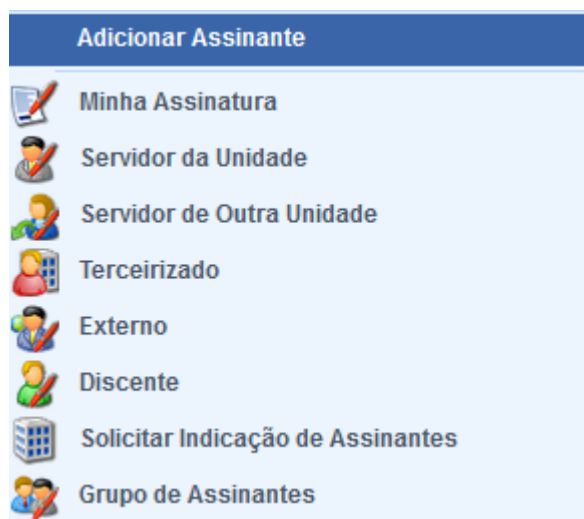 Adicionar Assinante
Minha Assinatura
Servidor da Unidade
Servidor de Outra Unidade
Terceirizado
Externo
Discente
Solicitar Indicação de Assinantes
Grupo de Assinantes